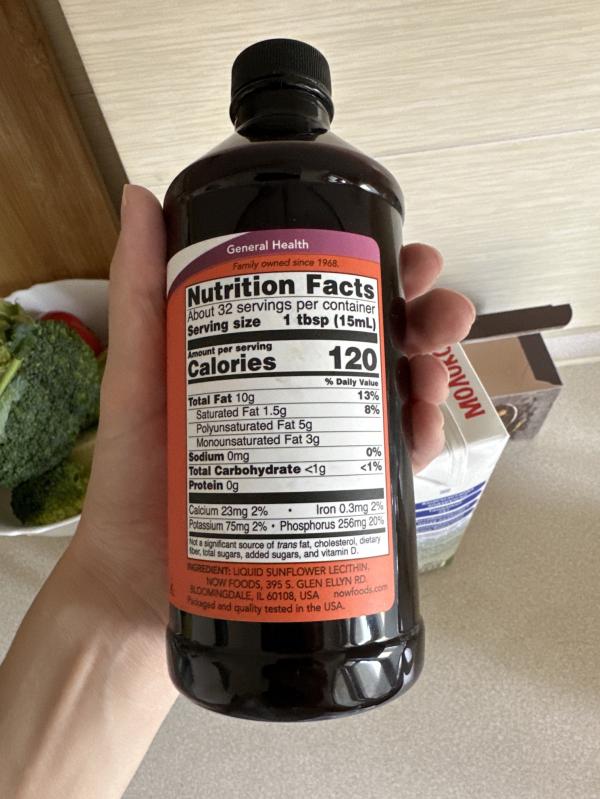 General Health
Family owned since 1968.
Nutrition Facts
About 32 servings per container
Serving size 1 tbsp (15mL)
Amount per serving
Calories 120
% Daily Value
Total Fat 10g 13%
Saturated Fat 1.5g 8%
Polyunsaturated Fat 5g
Monounsaturated Fat 3g
Sodium 0mg 0%
Total Carbohydrate <1g <1%
Protein 0g
Calcium 23mg 2% • Iron 0.3mg 2%
Potassium 75mg 2% • Phosphorus 256mg 20%
Not a significant source of trans fat, cholesterol, dietary
fiber, total sugars, added sugars, and vitamin D.
INGREDIENT: LIQUID SUNFLOWER LECITHIN.
NOW FOODS, 395 S. GLEN ELLYN RD.
BLOOMINGDALE, IL 60108, USA nowfoods.com
Packaged and quality tested in the USA.
МОЛОКО